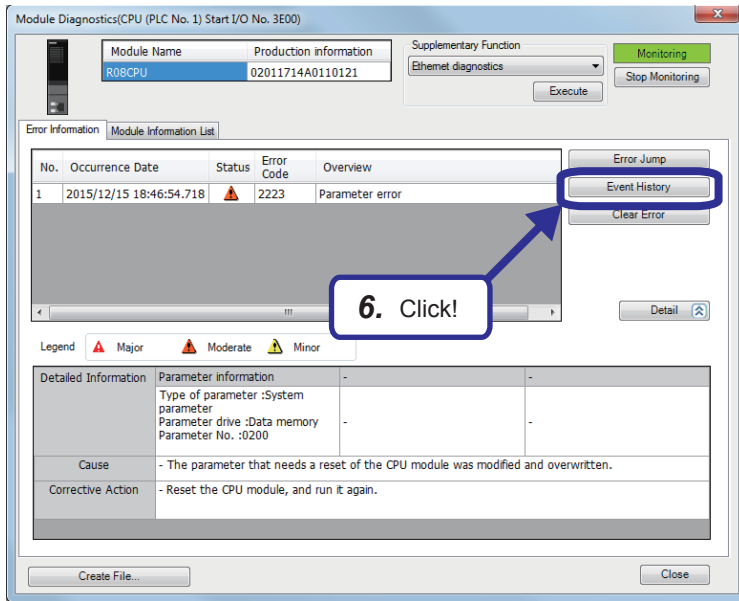 Module Diagnostics(CPU (PLC No. 1) Start I/O No. 3E00)
x
Module Name Production information
R08CPU 02011714A0110121
Supplementary Function
Ethernet diagnostics
Execute
Monitoring
Stop Monitoring
Error Information Module Information List
No. Occurrence Date Status Error Code Overview
1 2015/12/15 18:46:54.718 2223 Parameter error
Error Jump
Event History
Clear Error
6. Click!
Detail
Legend Major Moderate Minor
Detailed Information Parameter information - -
Type of parameter :System
parameter
Parameter drive :Data memory - -
Parameter No. :0200
Cause - The parameter that needs a reset of the CPU module was modified and overwritten.
Corrective Action - Reset the CPU module, and run it again.
Create File...
Close